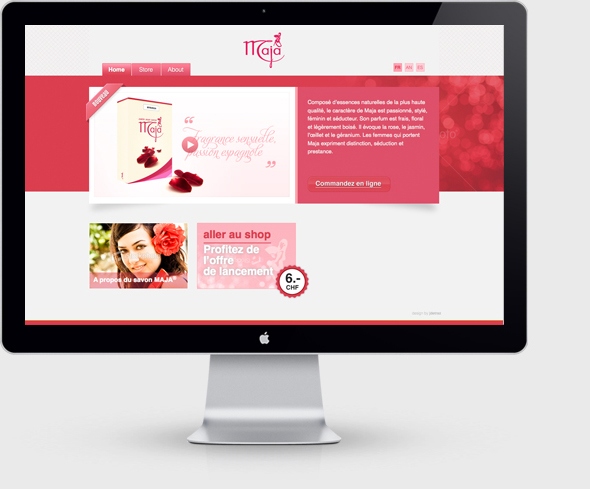 Maja
Home Store About
FR EN ES
NOUVEAU
Maja
“Fragrance sensuelle,
passion espagnole”
Composé d'essences naturelles de la plus haute
qualité, le caractère de Maja est passionné, stylé,
féminin et séducteur. Son parfum est frais, floral
et légèrement boisé. Il évoque la rose, le jasmin,
l'œillet et le géranium. Les femmes qui portent
Maja expriment distinction, séduction et
prestance.
Commandez en ligne
A propos du savon MAJA®
aller au shop
Profitez de
l'offre
de lancement
6.-
CHF